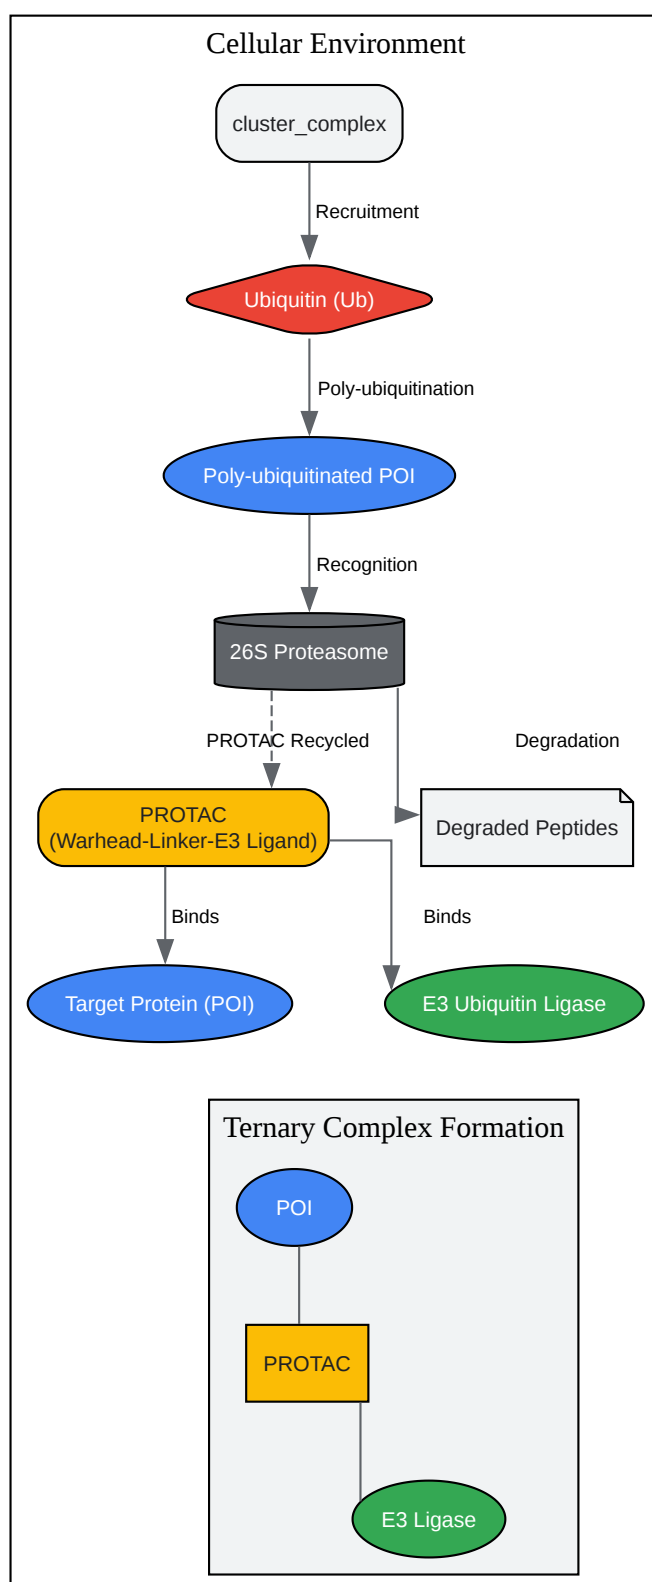 Cellular Environment
cluster_complex
Recruitment
Ubiquitin (Ub)
Poly-ubiquitination
Poly-ubiquitinated POI
Recognition
26S Proteasome
PROTAC Recycled
Degradation
PROTAC
(Warhead-Linker-E3 Ligand)
Degraded Peptides
Binds
Binds
Target Protein (POI)
E3 Ubiquitin Ligase
Ternary Complex Formation
POI
PROTAC
E3 Ligase